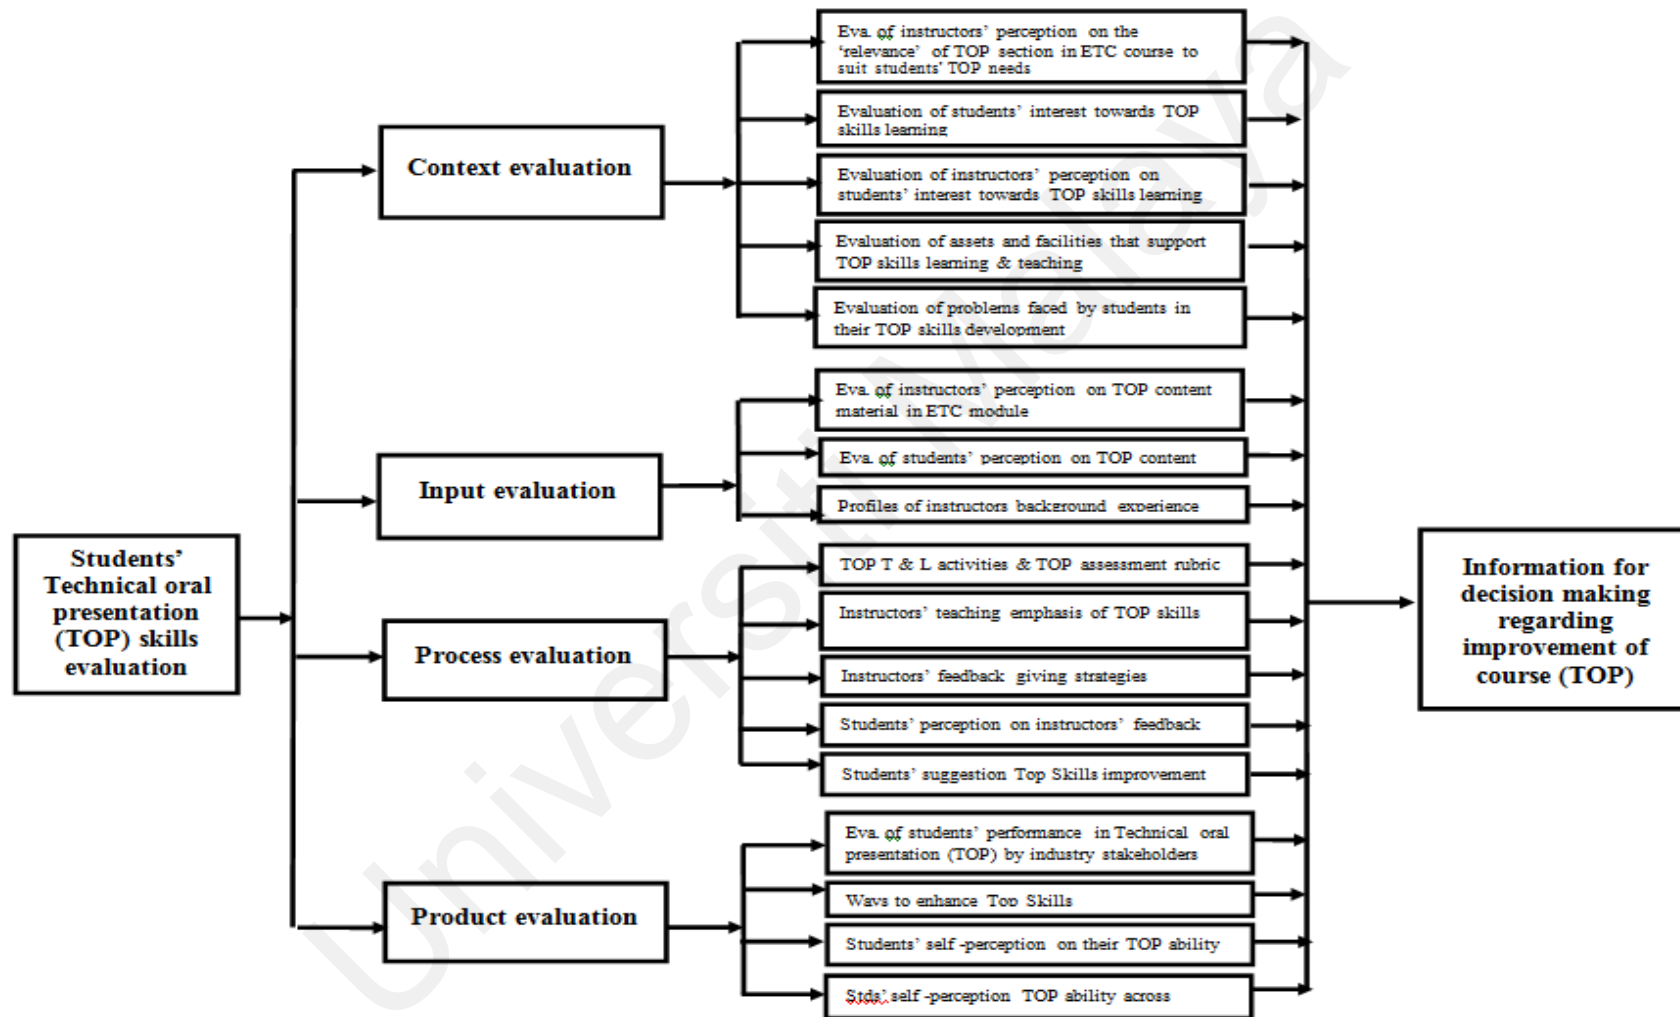 Students'
Technical oral
presentation
(TOP) skills
evaluation
Context evaluation
Eva. of instructors' perception on the
'relevance' of TOP section in ETC course to
suit students' TOP needs
Evaluation of students' interest towards TOP
skills learning
Evaluation of instructors' perception on
students' interest towards TOP skills learning
Evaluation of assets and facilities that support
TOP skills learning & teaching
Evaluation of problems faced by students in
their TOP skills development
Input evaluation
Eva. of instructors' perception on TOP content
material in ETC module
Eva. of students' perception on TOP content
Profiles of instructors background experience
Process evaluation
TOP T & L activities & TOP assessment rubric
Instructors' teaching emphasis of TOP skills
Instructors' feedback giving strategies
Students' perception on instructors' feedback
Students' suggestion Top Skills improvement
Product evaluation
Eva. of students' performance in Technical oral
presentation (TOP) by industry stakeholders
Ways to enhance Top Skills
Students' self -perception on their TOP ability
Stds' self -perception TOP ability across
Information for
decision making
regarding
improvement of
course (TOP)
Universiti Malaya